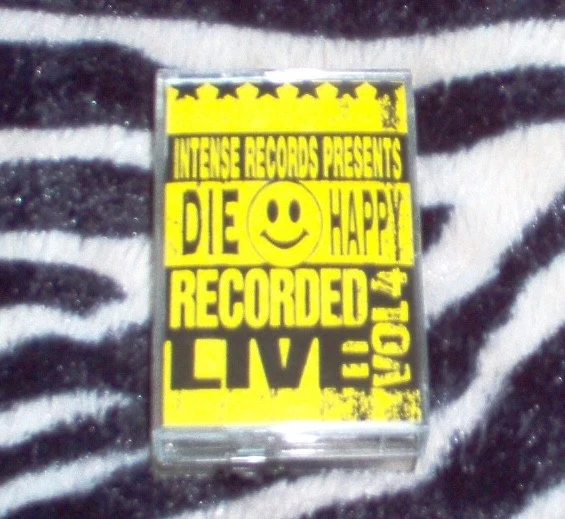 INTENSE RECORDS PRESENTS
DIE HAPPY
RECORDED
LIVE
VOL 4